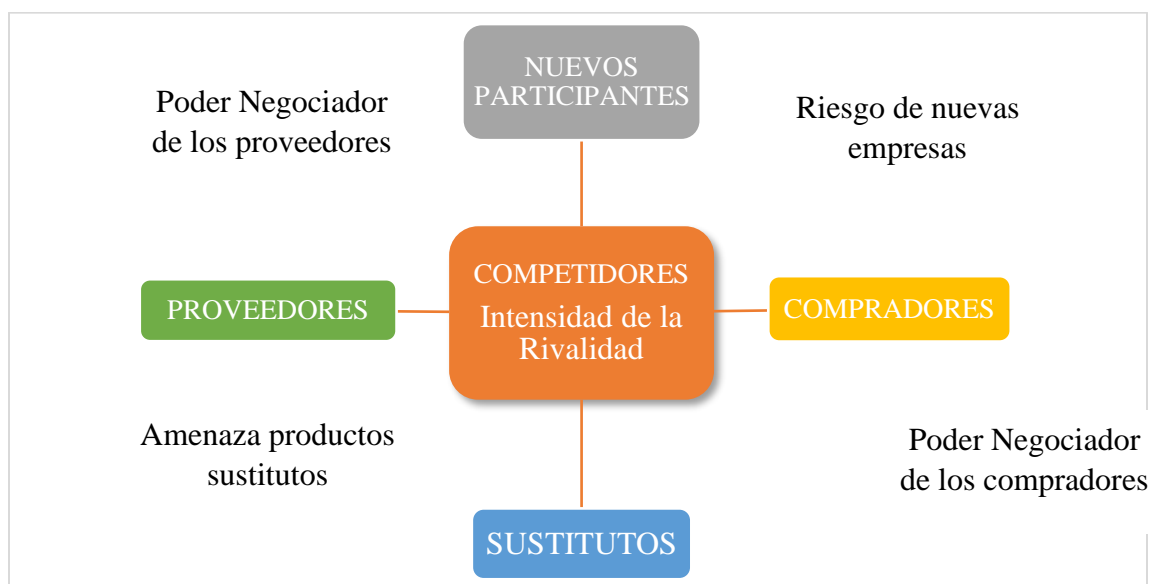 NUEVOS
PARTICIPANTES
Poder Negociador
de los proveedores
Riesgo de nuevas
empresas
COMPETIDORES
Intensidad de la
Rivalidad
PROVEEDORES
COMPRADORES
Amenaza productos
sustitutos
Poder Negociador
de los compradores
SUSTITUTOS